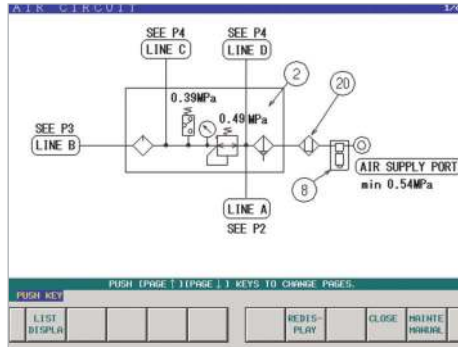 AIR CIRCUIT
SEE P4
LINE C
SEE P4
LINE D
2
20
0.39MPa
0.49MPa
SEE P3
LINE B
8
AIR SUPPLY PORT
min 0.54MPa
LINE A
SEE P2
PUSH [PAGE↑][PAGE↓] KEYS TO CHANGE PAGES.
PUSH KEY
LIST
DISPLA
REDIS-
PLAY
CLOSE
MAINTE
MANUAL